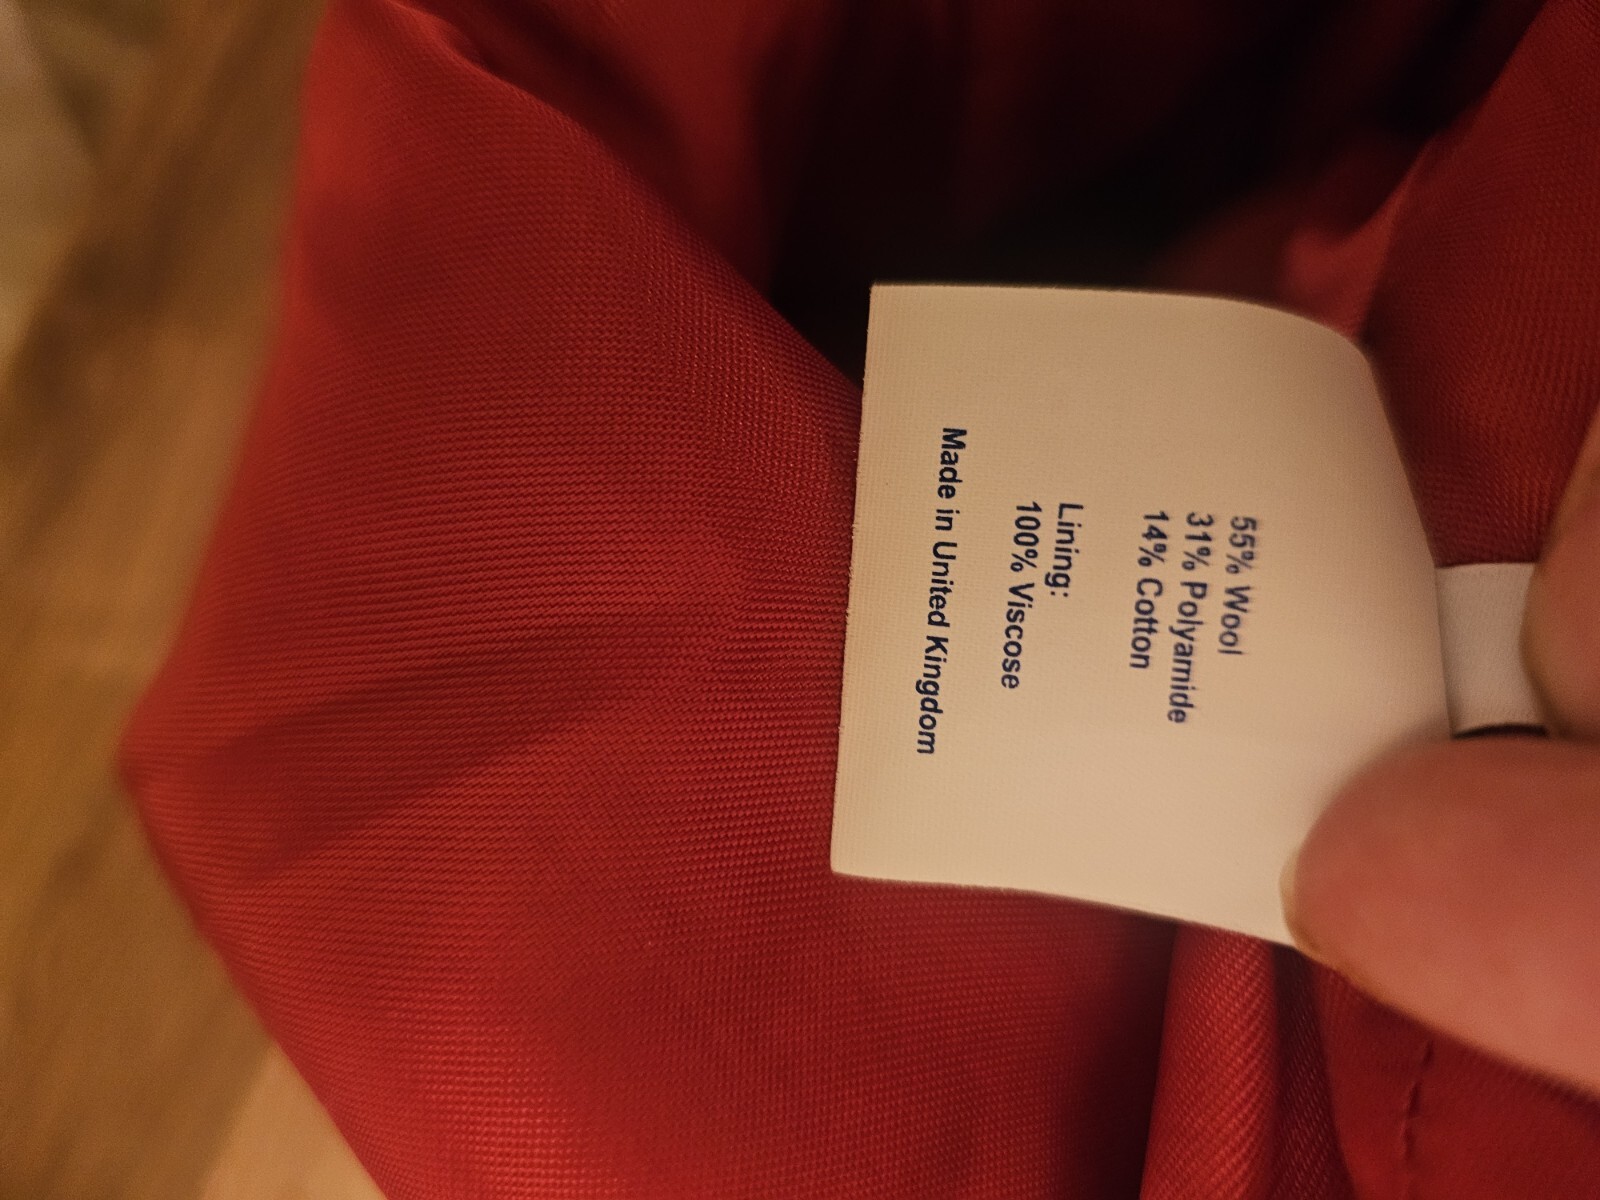 55% Wool
31% Polyamide
14% Cotton
Lining:
100% Viscose
Made in United Kingdom